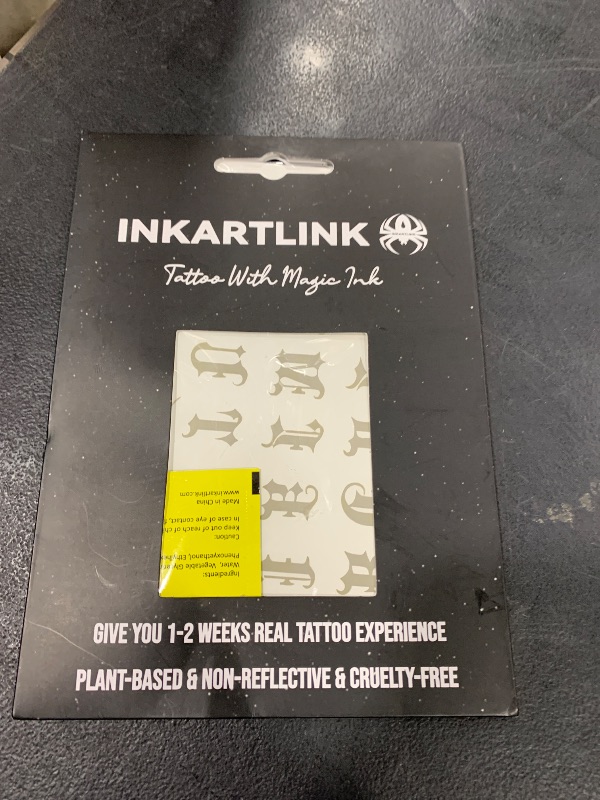 INKARTLINK
Tattoo With Magic Ink
Ingredients:
Water, Vegetable
Phenoxyethanol,
Caution:
Keep out of reach of
In case of eye contact,
Made in China
www.inkartlink.com
GIVE YOU 1-2 WEEKS REAL TATTOO EXPERIENCE
PLANT-BASED & NON-REFLECTIVE & CRUELTY-FREE